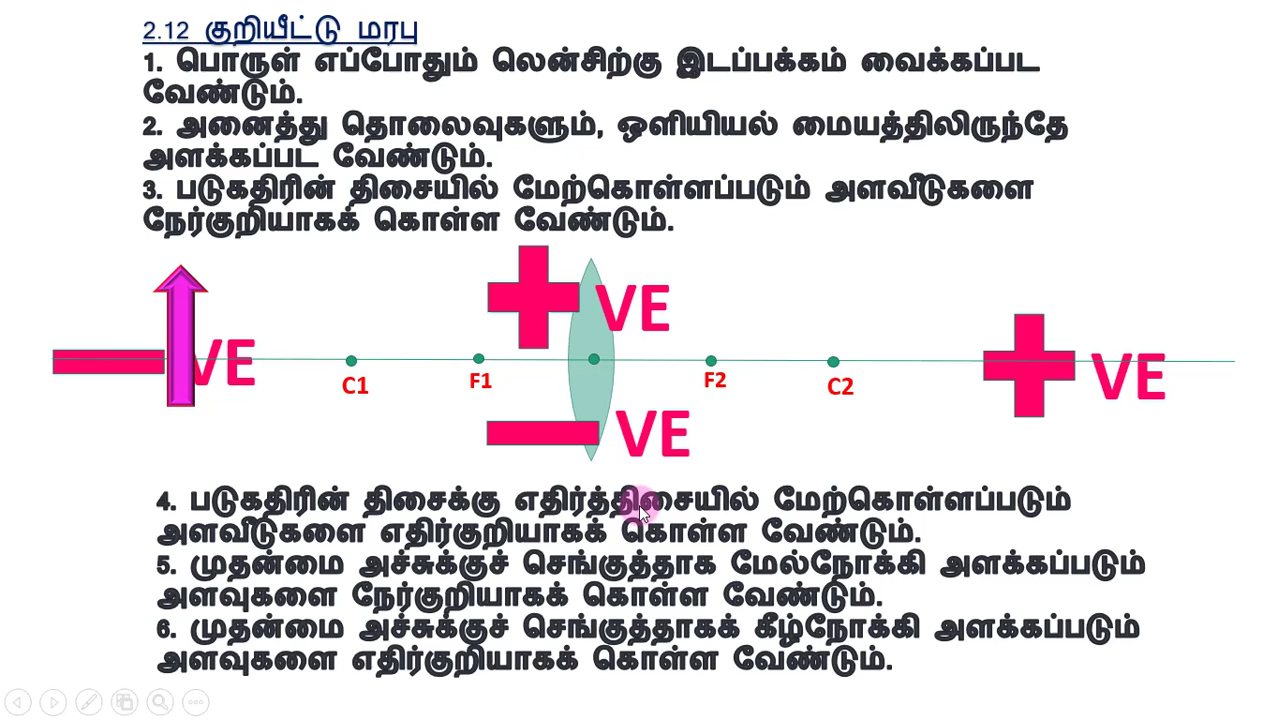 2.12 குறியீட்டு மரபு
1. பொருள் எப்போதும் லென்சிற்கு இடப்பக்கம் வைக்கப்பட
வேண்டும்.
2. அனைத்து தொலைவுகளும், ஒளியியல் மையத்திலிருந்தே
அளக்கப்பட வேண்டும்.
3. படுகதிரின் திசையில் மேற்கொள்ளப்படும் அளவீடுகளை
நேர்குறியாகக் கொள்ள வேண்டும்.
VE
VE
C1
F1
F2
C2
VE
VE
4. படுகதிரின் திசைக்கு எதிர்த்திசையில் மேற்கொள்ளப்படும்
அளவீடுகளை எதிர்குறியாகக் கொள்ள வேண்டும்.
5. முதன்மை அச்சுக்குச் செங்குத்தாக மேல்நோக்கி அளக்கப்படும்
அளவுகளை நேர்குறியாகக் கொள்ள வேண்டும்.
6. முதன்மை அச்சுக்குச் செங்குத்தாகக் கீழ்நோக்கி அளக்கப்படும்
அளவுகளை எதிர்குறியாகக் கொள்ள வேண்டும்.